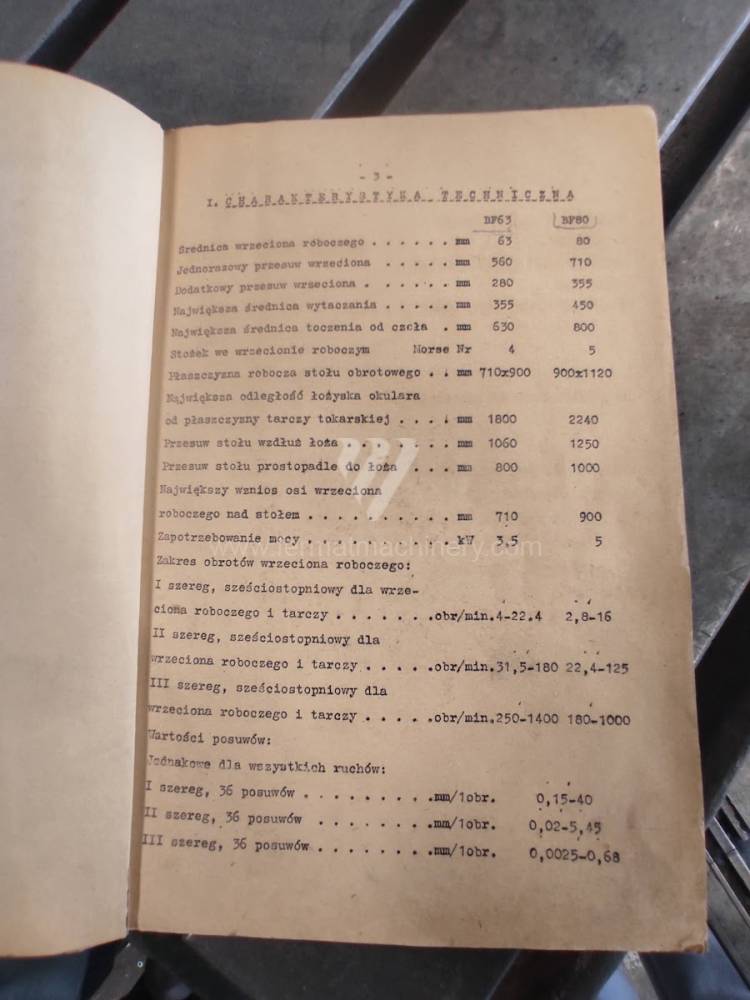 - 3 -
I. CHARAKTERYSTYKA TECHNICZNA
BF63 BF80
Średnica wrzeciona roboczego . . . . . . mm 63 80
Jednorazowy przesuw wrzeciona . . . . . mm 560 710
Dodatkowy przesuw wrzeciona . . . . . . mm 280 355
Największa średnica wytaczania . . . . . mm 355 450
Największa średnica toczenia od czoła . mm 630 800
Stożek we wrzecionie roboczym Morse Nr 4 5
Płaszczyzna robocza stołu obrotowego . . mm 710x900 900x1120
Największa odległość łożyska okulara
od płaszczyzny tarczy tokarskiej . . . . mm 1800 2240
Przesuw stołu wzdłuż łoża . . . . . . . mm 1060 1250
Przesuw stołu prostopadle do łoża . . . mm 800 1000
Największy wznios osi wrzeciona
roboczego nad stołem . . . . . . . . . . mm 710 900
Zapotrzebowanie mocy . . . . . . . . . . kW 3,5 5
www.fermatmachinery.com
Zakres obrotów wrzeciona roboczego:
I szereg, sześciostopniowy dla wrze-
ciona roboczego i tarczy . . . . . . .obr/min.4-22.4 2,8-16
II szereg, sześciostopniowy dla
wrzeciona roboczego i tarczy . . . . .obr/min.31,5-180 22,4-125
III szereg, sześciostopniowy dla
wrzeciona roboczego i tarczy . . . . .obr/min.250-1400 180-1000
Wartości posuwów:
Jednakowe dla wszystkich ruchów:
I szereg, 36 posuwów . . . . . . . . .mm/1obr. 0,15-40
II szereg, 36 posuwów . . . . . . . .mm/1obr. 0,02-5,45
III szereg, 36 posuwów . . . . . . . .mm/1obr. 0,0025-0,68